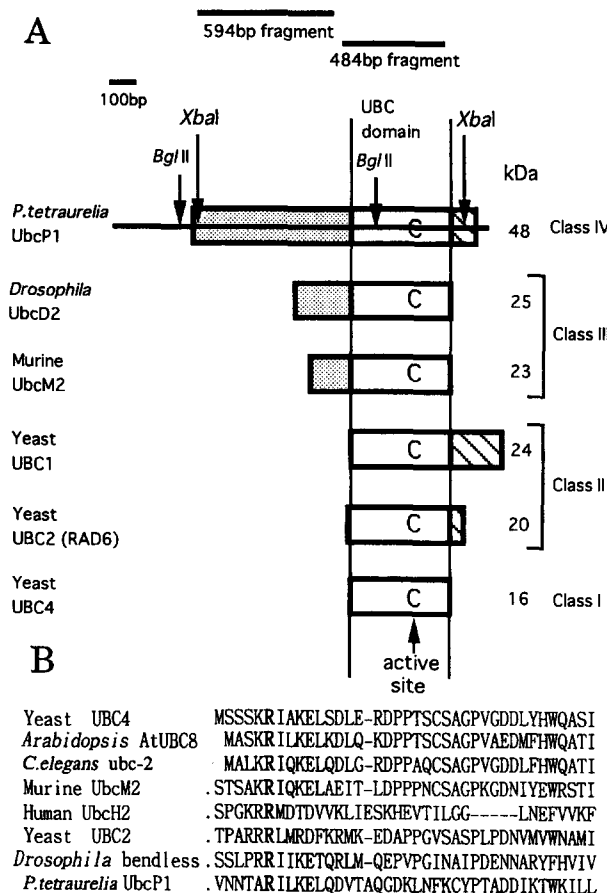 A
594bp fragment
484bp fragment
100bp
XbaI
BglII
UBC
domain
BglII
XbaI
kDa
P.tetraurelia
UbcP1
C
48
Class IV
Drosophila
UbcD2
C
25
Class III
Murine
UbcM2
C
23
Yeast
UBC1
C
24
Class II
Yeast
UBC2 (RAD6)
C
20
Yeast
UBC4
C
16
Class I
active
site
B
Yeast UBC4 MSSSKRIAKELSDLE-RDPPTSCSAGPVGDDLYHWQASI
Arabidopsis AtUBC8 MASKRILKELKDLQ-KDPPTSCSAGPVAEDMFHWQATI
C.elegans ubc-2 MALKRIQKELQDLG-RDPPAQCSAGPVGDDLFHWQATI
Murine UbcM2 .STSAKRIQKELAEIT-LDPPPNCSAGPKGDNIYEWRSTI
Human UbcH2 .SPGKRRMDTDVVKLIESKHEVTILGG-----LNEFVVKF
Yeast UBC2 .TPARRRLMRDFKRMK-EDAPPGVSASPLPDNVMVWNAMI
Drosophila bendless .SSLPRRIIKETQRLM-QEPVPGINAIPDENNARYFHVIV
P.tetraurelia UbcP1 .VNNTARILKELQDVTAQGDKLNFKCYPTADDIKTWKILL